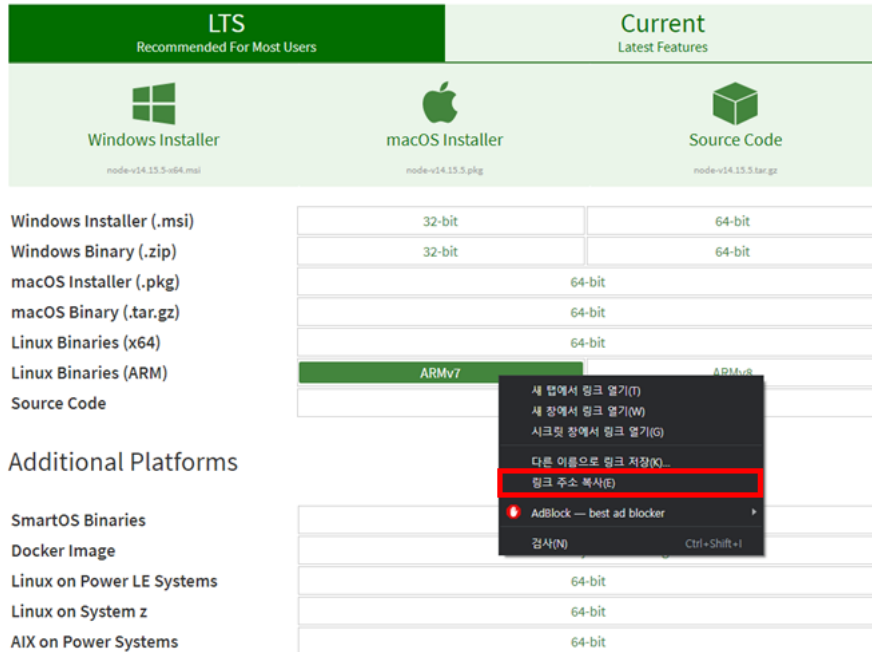 LTS
Recommended For Most Users
Current
Latest Features
Windows Installer
macOS Installer
Source Code
node-v14.15.5-x64.msi
node-v14.15.5.pkg
node-v14.15.5.tar.gz
Windows Installer (.msi) 32-bit 64-bit
Windows Binary (.zip) 32-bit 64-bit
macOS Installer (.pkg) 64-bit
macOS Binary (.tar.gz) 64-bit
Linux Binaries (x64) 64-bit
Linux Binaries (ARM) ARMv7 ARMv8
Source Code
새 탭에서 링크 열기(T)
새 창에서 링크 열기(W)
시크릿 창에서 링크 열기(G)
다른 이름으로 링크 저장(K)...
링크 주소 복사(E)
AdBlock — best ad blocker
검사(N) Ctrl+Shift+I
Additional Platforms
SmartOS Binaries
Docker Image
Linux on Power LE Systems 64-bit
Linux on System z 64-bit
AIX on Power Systems 64-bit